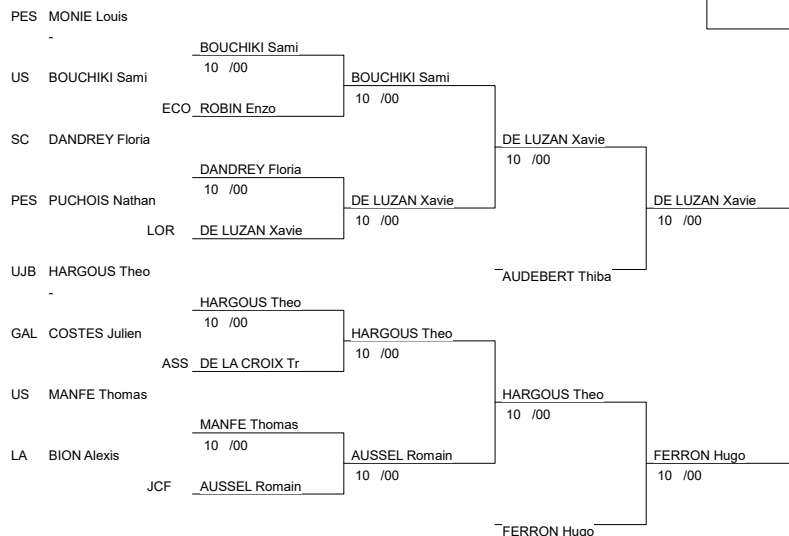 PES MONIE Louis
-
BOUCHIKI Sami
10 /00
US BOUCHIKI Sami
BOUCHIKI Sami
10 /00
ECO ROBIN Enzo
SC DANDREY Floria
DE LUZAN Xavie
10 /00
DANDREY Floria
10 /00
PES PUCHOIS Nathan
DE LUZAN Xavie
10 /00
DE LUZAN Xavie
10 /00
LOR DE LUZAN Xavie
UJB HARGOUS Theo
-
AUDEBERT Thiba
HARGOUS Theo
10 /00
GAL COSTES Julien
HARGOUS Theo
10 /00
ASS DE LA CROIX Tr
US MANFE Thomas
HARGOUS Theo
10 /00
MANFE Thomas
10 /00
LA BION Alexis
AUSSEL Romain
10 /00
FERRON Hugo
10 /00
JCF AUSSEL Romain
FERRON Hugo